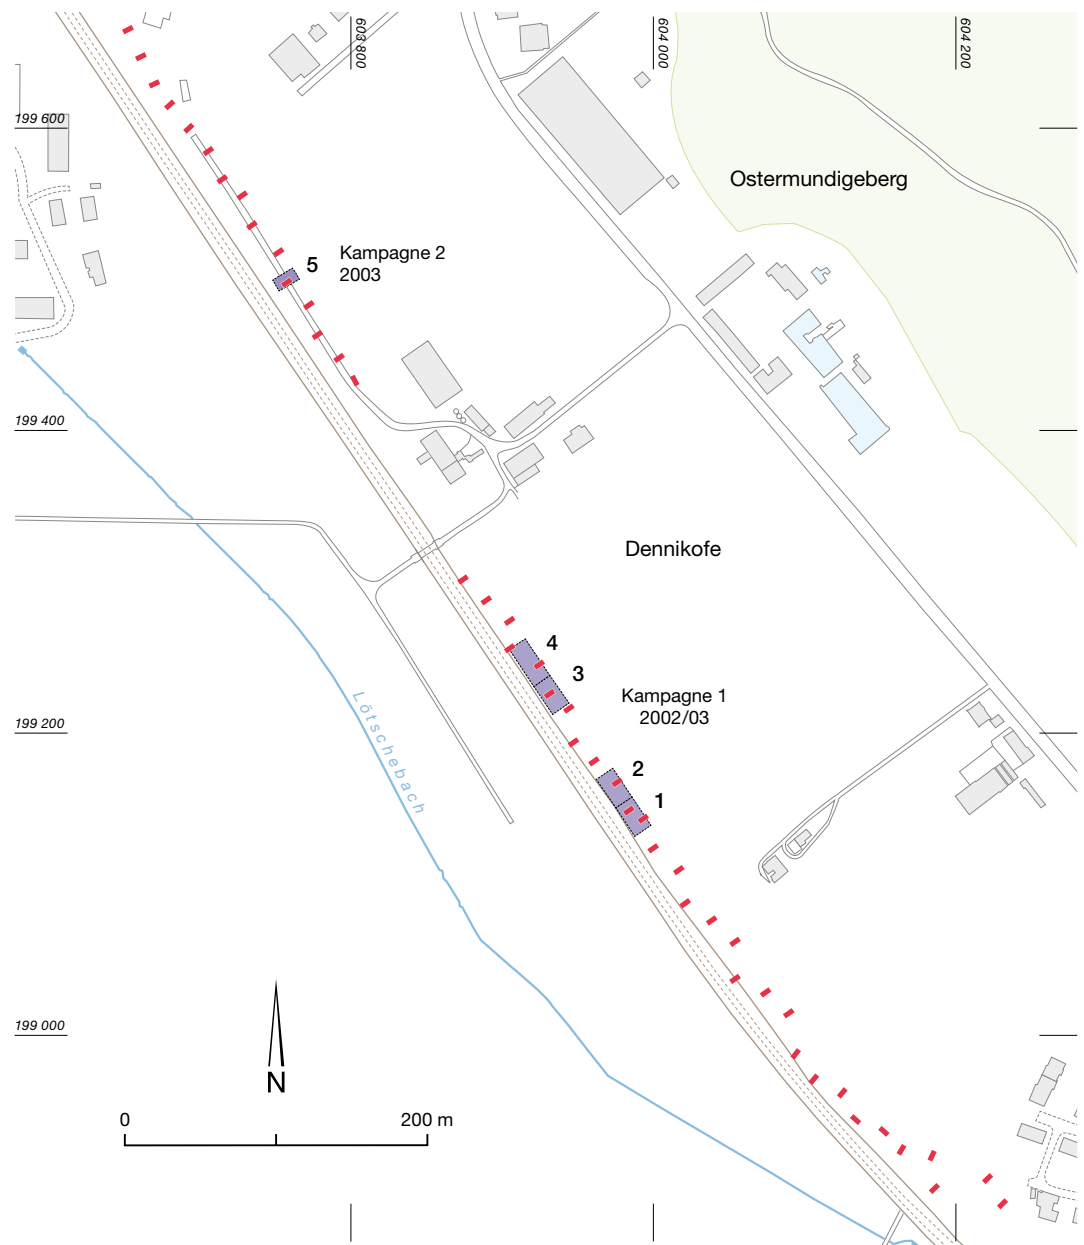 603 800
604 000
604 200
199 600
Ostermundigeberg
5
Kampagne 2
2003
199 400
Dennikofe
4
3
Kampagne 1
2002/03
Lötschebach
199 200
2
1
199 000
N
0
200 m